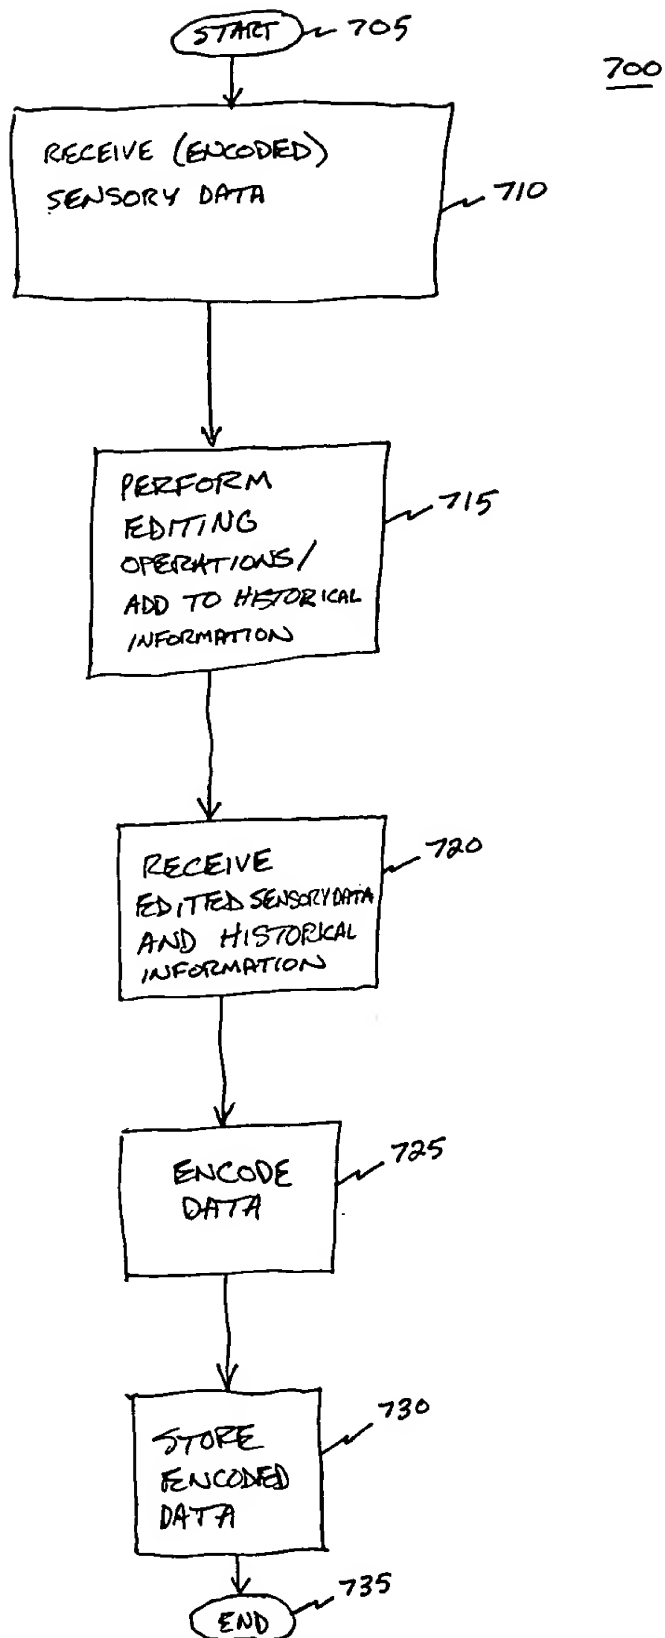 START 705
700
RECEIVE (ENCODED)
SENSORY DATA
710
PERFORM
EDITING
OPERATIONS/
ADD TO HISTORICAL
INFORMATION
715
RECEIVE
EDITED SENSORY DATA
AND HISTORICAL
INFORMATION
720
ENCODE
DATA
725
STORE
ENCODED
DATA
730
END 735